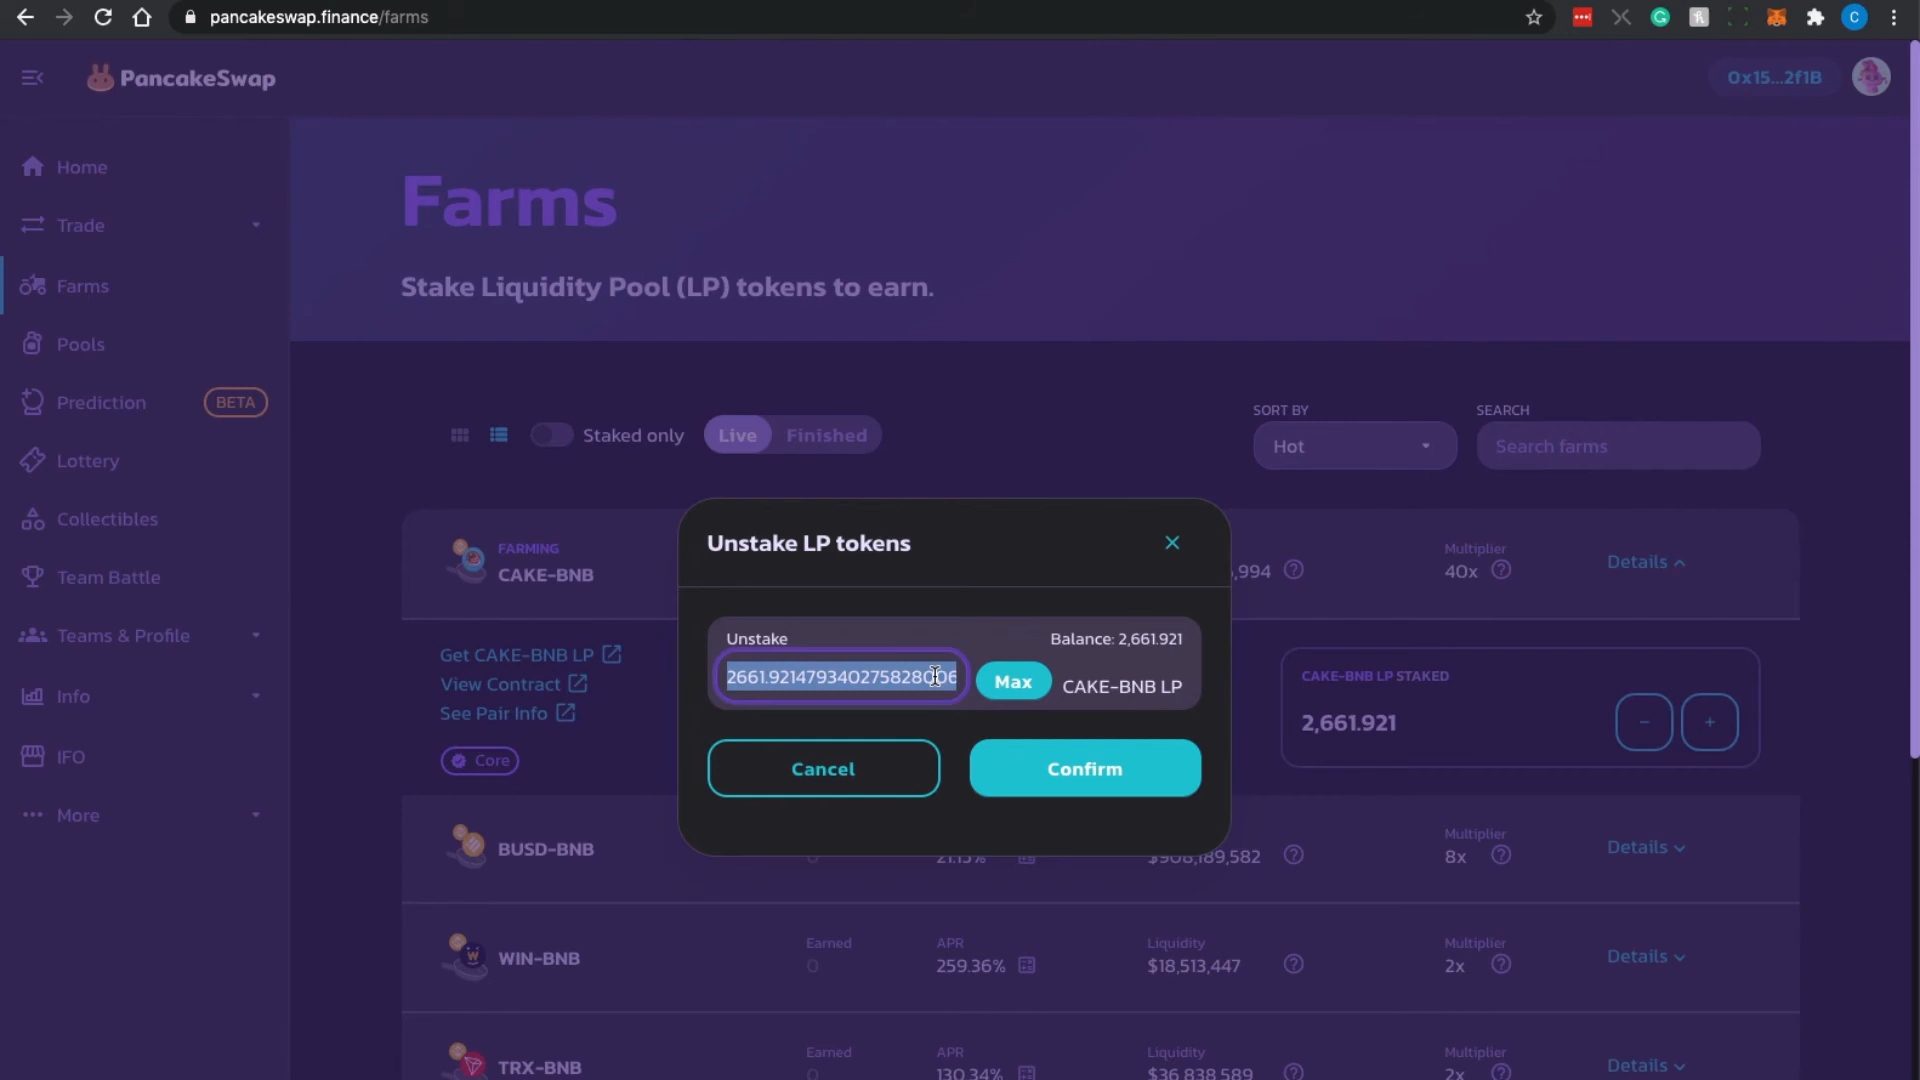 pancakeswap.finance/farms
C
PancakeSwap
0x15...2f1B
Home
Trade
Farms
Pools
Prediction
BETA
Lottery
Collectibles
Team Battle
Teams & Profile
Info
IFO
More
Farms
Stake Liquidity Pool (LP) tokens to earn.
Staked only
Live
Finished
SORT BY
Hot
SEARCH
Search farms
FARMING
CAKE-BNB
,994
Multiplier
40x
Details
Get CAKE-BNB LP
View Contract
See Pair Info
Core
CAKE-BNB LP STAKED
2,661.921
-
+
Unstake LP tokens
Unstake
Balance: 2,661.921
2661.921479340275828006
Max
CAKE-BNB LP
Cancel
Confirm
BUSD-BNB
0
21.15%
$908,189,582
Multiplier
8x
Details
WIN-BNB
Earned
0
APR
259.36%
Liquidity
$18,513,447
Multiplier
2x
Details
TRX-BNB
Earned
0
APR
130.34%
Liquidity
$36,838,589
Multiplier
2x
Details